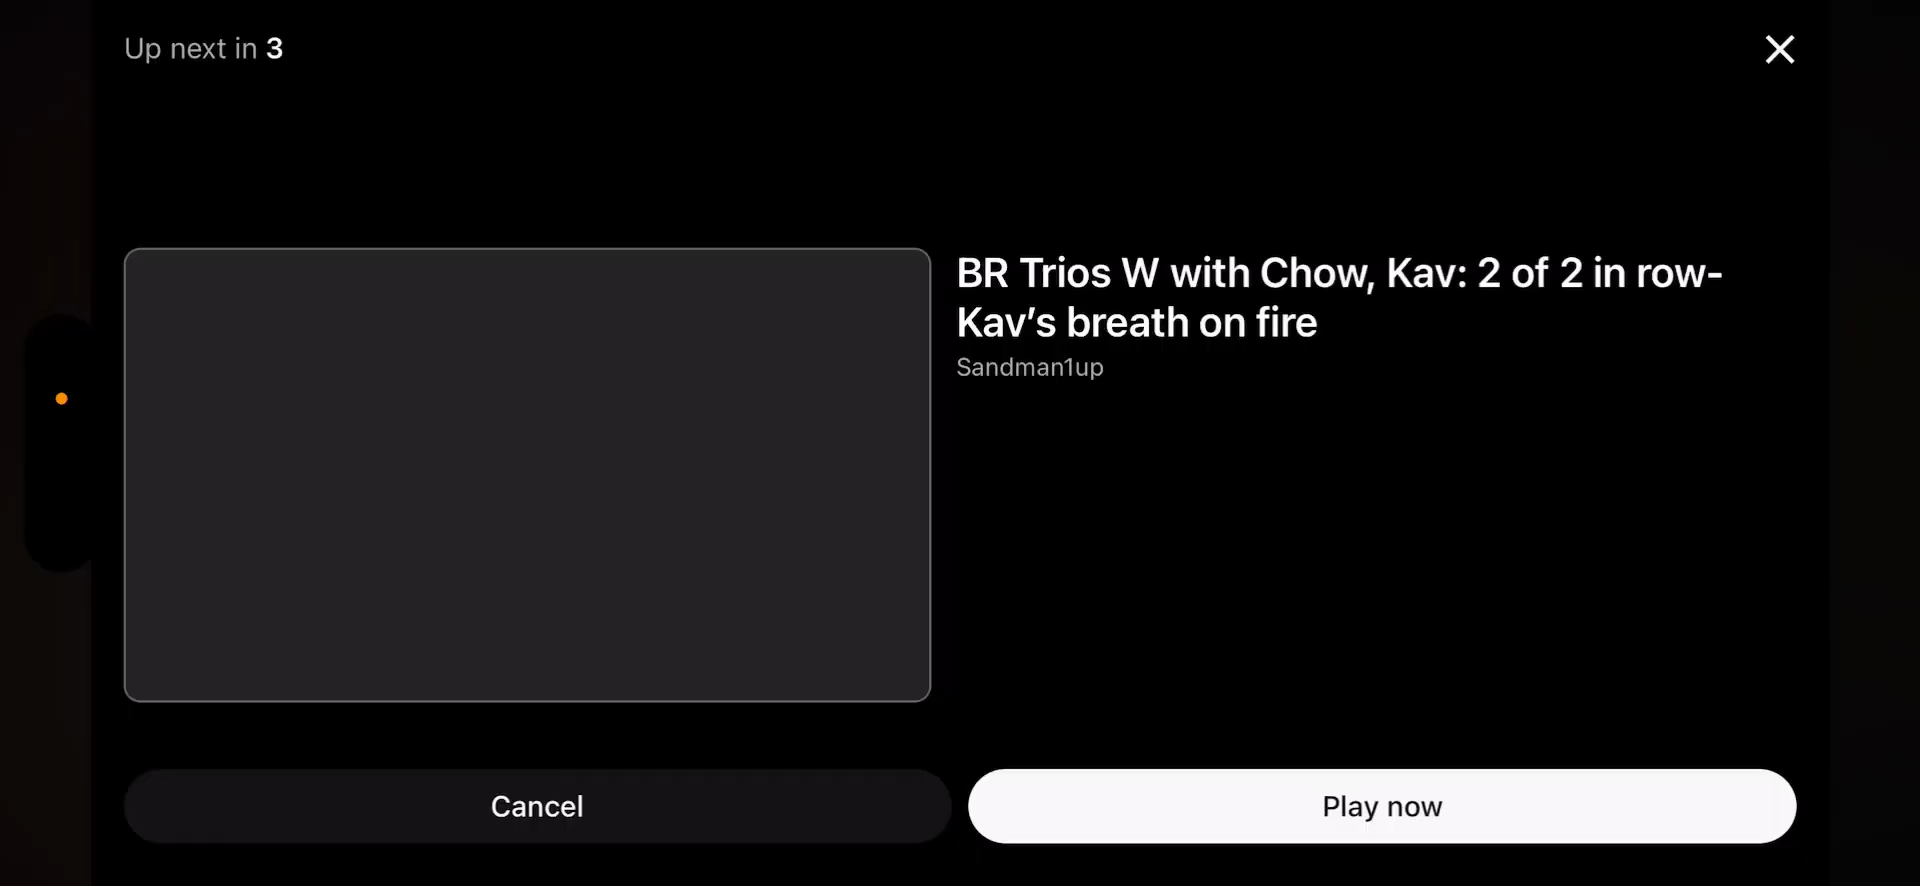 Up next in 3
BR Trios W with Chow, Kav: 2 of 2 in row-
Kav’s breath on fire
Sandman1up
Cancel
Play now